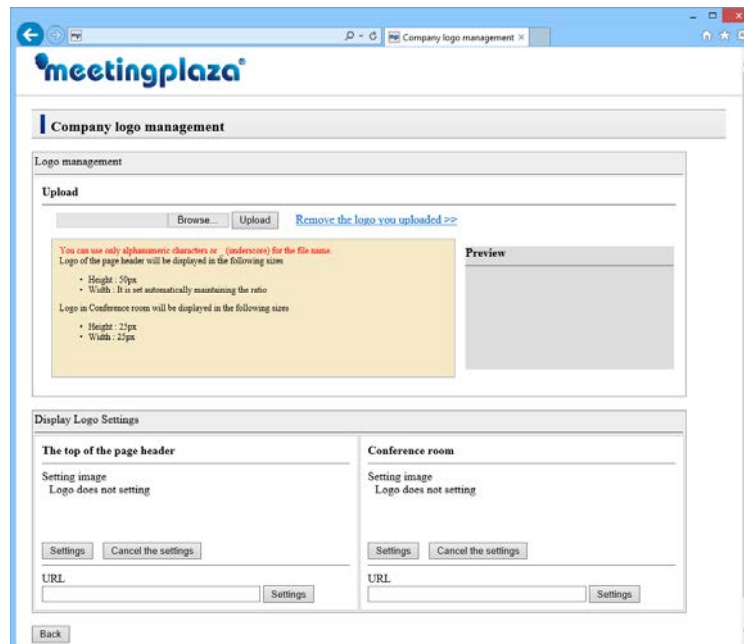 Company logo management
meetingplaza®
Company logo management
Logo management
Upload
Browse... Upload Remove the logo you uploaded >>
You can use only alphanumeric characters or _ (underscore) for the file name.
Logo of the page header will be displayed in the following sizes
• Height : 50px
• Width : It is set automatically maintaining the ratio
Logo in Conference room will be displayed in the following sizes
• Height : 25px
• Width : 25px
Preview
Display Logo Settings
The top of the page header
Setting image
Logo does not setting
Settings Cancel the settings
URL
Settings
Conference room
Setting image
Logo does not setting
Settings Cancel the settings
URL
Settings
Back